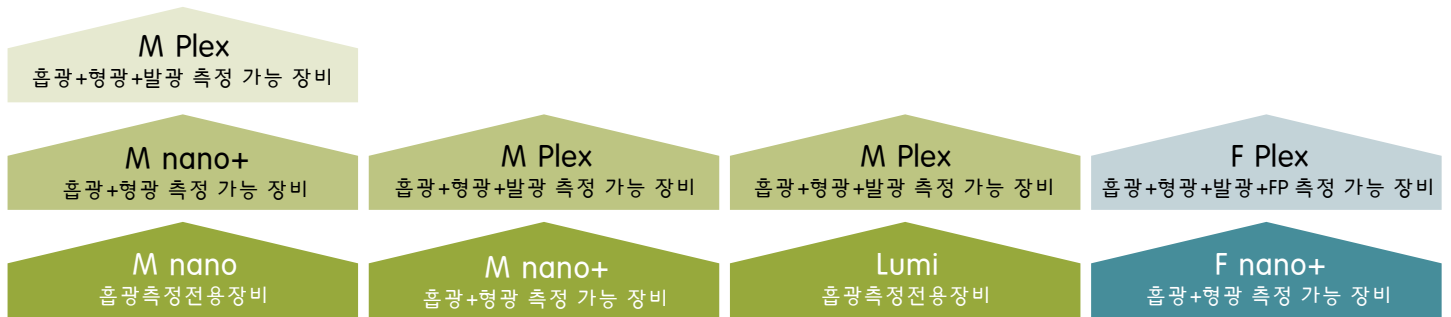 M Plex
흡광+형광+발광 측정 가능 장비
M nano+
흡광+형광 측정 가능 장비
M Plex
흡광+형광+발광 측정 가능 장비
M Plex
흡광+형광+발광 측정 가능 장비
F Plex
흡광+형광+발광+FP 측정 가능 장비
M nano
흡광측정전용장비
M nano+
흡광+형광 측정 가능 장비
Lumi
흡광측정전용장비
F nano+
흡광+형광 측정 가능 장비